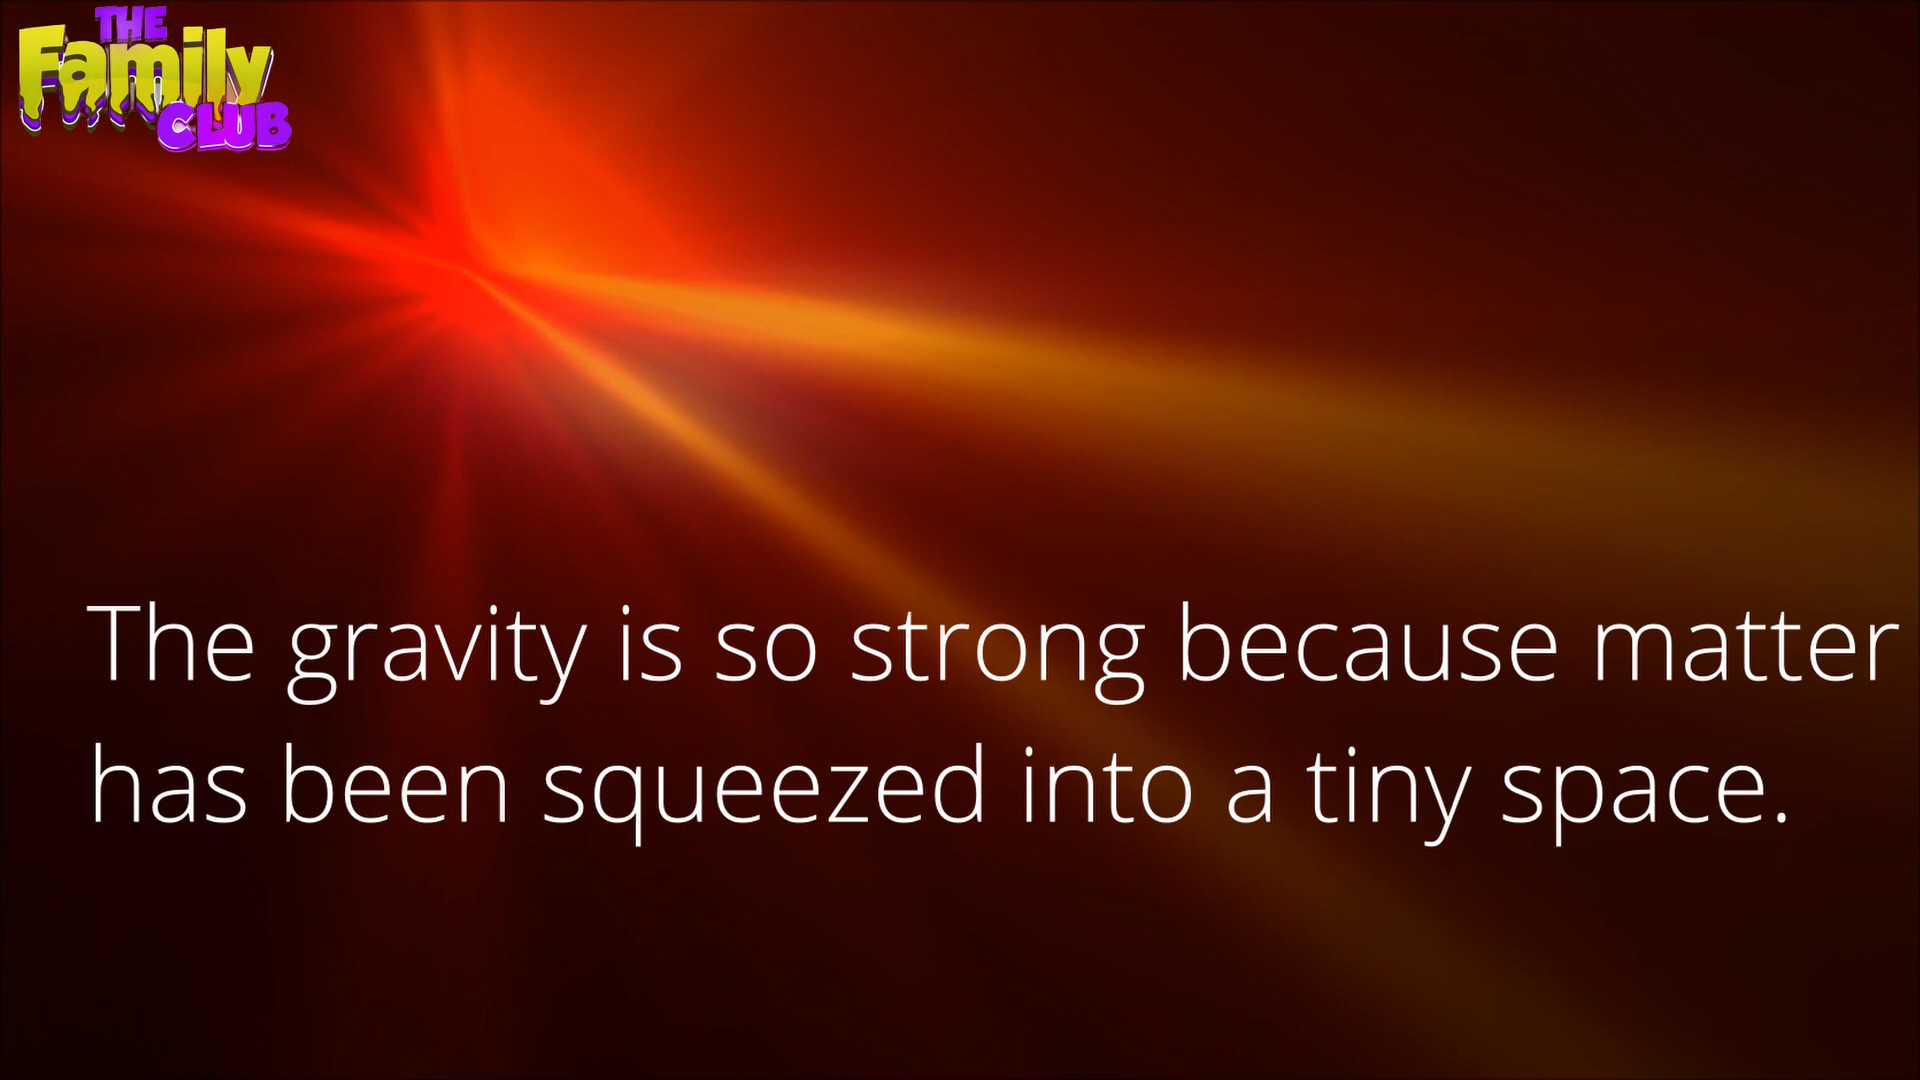 THE
Family
CLUB
The gravity is so strong because matter
has been squeezed into a tiny space.